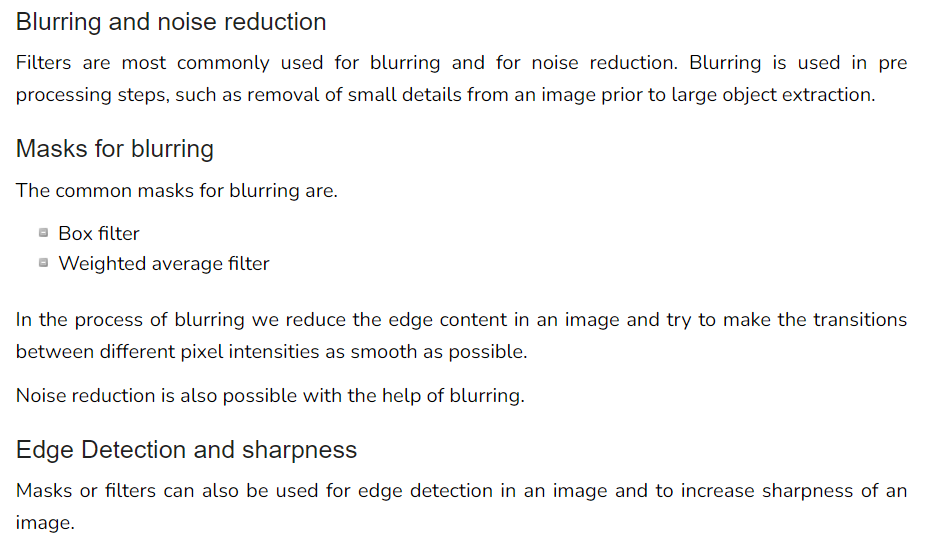 Blurring and noise reduction
Filters are most commonly used for blurring and for noise reduction. Blurring is used in pre
processing steps, such as removal of small details from an image prior to large object extraction.
Masks for blurring
The common masks for blurring are.
Box filter
Weighted average filter
In the process of blurring we reduce the edge content in an image and try to make the transitions
between different pixel intensities as smooth as possible.
Noise reduction is also possible with the help of blurring.
Edge Detection and sharpness
Masks or filters can also be used for edge detection in an image and to increase sharpness of an
image.